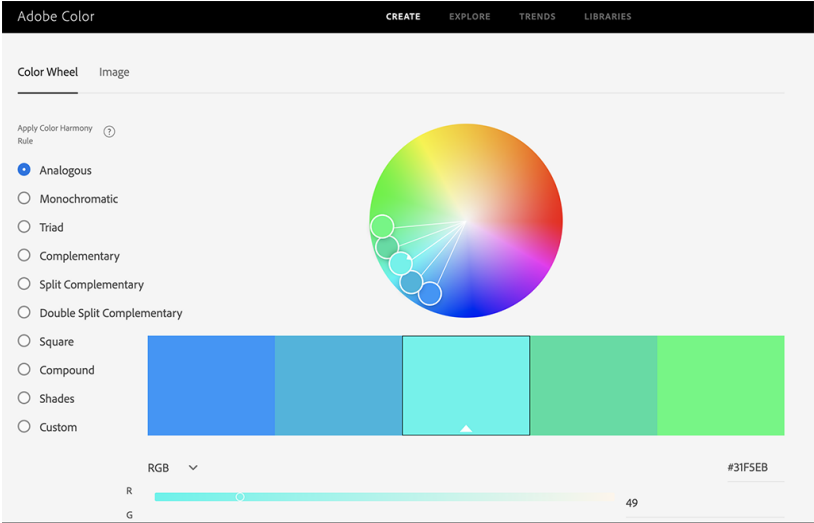 Adobe Color
CREATE EXPLORE TRENDS LIBRARIES
Color Wheel Image
Apply Color Harmony
Rule
?
Analogous
Monochromatic
Triad
Complementary
Split Complementary
Double Split Complementary
Square
Compound
Shades
Custom
RGB
#31F5EB
R
49
G